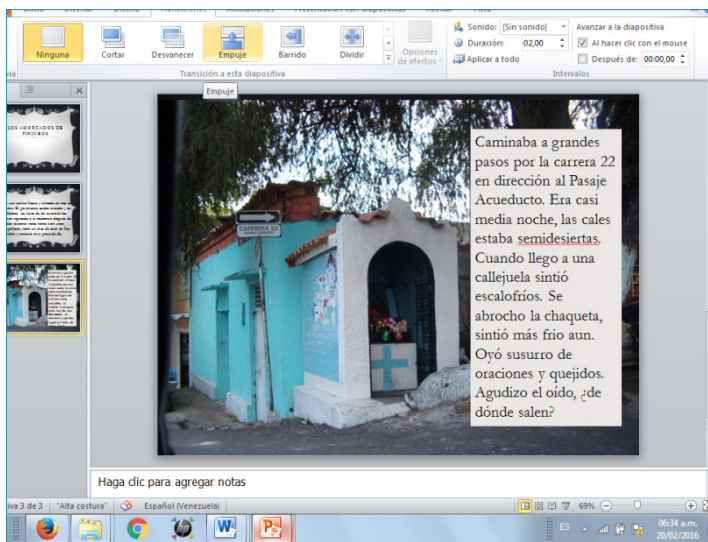 Inicio
Animaciones
Ninguna
Cortar
Desvanecer
Empuje
Barrido
Dividir
Opciones
de efectos
Sonido: [Sin sonido]
Duración: 02,00
Aplicar a todo
Avanzar a la diapositiva
Al hacer clic con el mouse
Después de: 00:00,00
Transición a esta diapositiva
Intervalos
Empuje
LOS AHORCADOS DE
CARRERA 22
Caminaba a grandes
pasos por la carrera 22
en dirección al Pasaje
Acueducto. Era casi
media noche, las cales
estaba semidesiertas.
Cuando llego a una
callejuela sintió
escalofríos. Se
abrocho la chaqueta,
sintió más frio aun.
Oyó susurro de
oraciones y quejidos.
Agudizo el oído, ¿de
dónde salen?
Haga clic para agregar notas
3 de 3
"Alta costura"
Español (Venezuela)
69%
ES
06:34 a.m.
20/02/2016